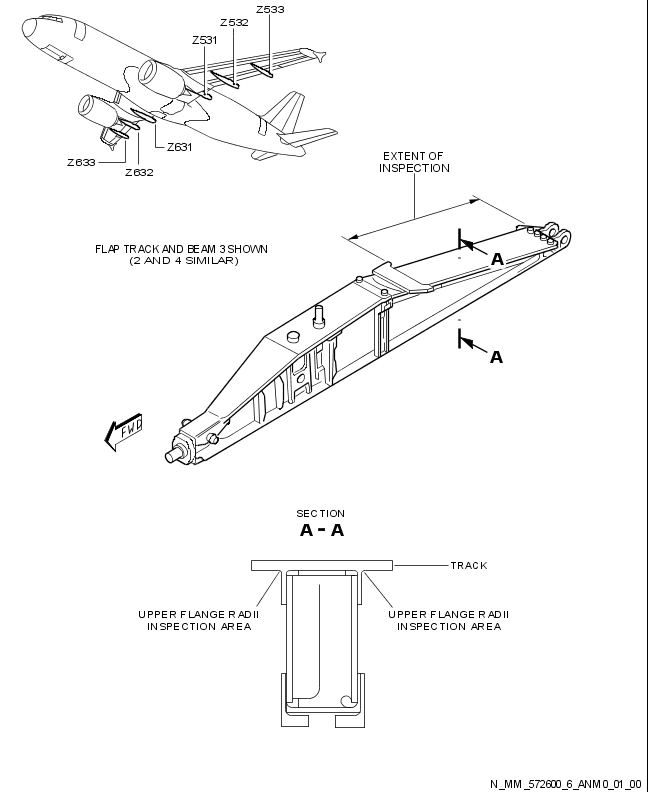 Z533
Z532
Z531
Z631
Z633
Z632
EXTENT OF
INSPECTION
FLAP TRACK AND BEAM 3 SHOWN
(2 AND 4 SIMILAR)
A
A
FWD
SECTION
A - A
TRACK
UPPER FLANGE RADII
INSPECTION AREA
UPPER FLANGE RADII
INSPECTION AREA
N_MM_572600_6_ANM0_01_00